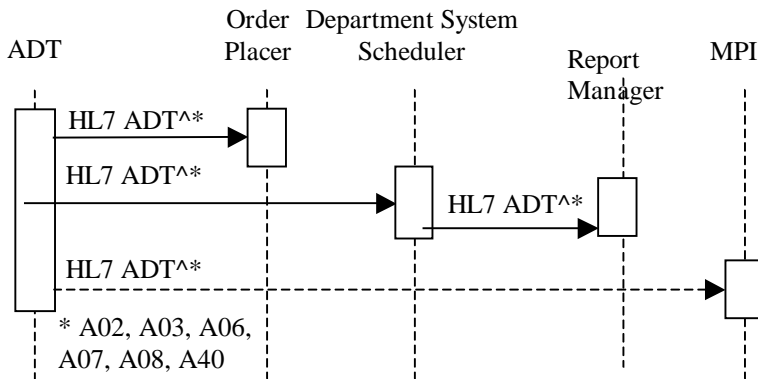 ADT
Order
Placer
Department System
Scheduler
Report
Manager
MPI
HL7 ADT^*
HL7 ADT^*
HL7 ADT^*
HL7 ADT^*
* A02, A03, A06,
A07, A08, A40